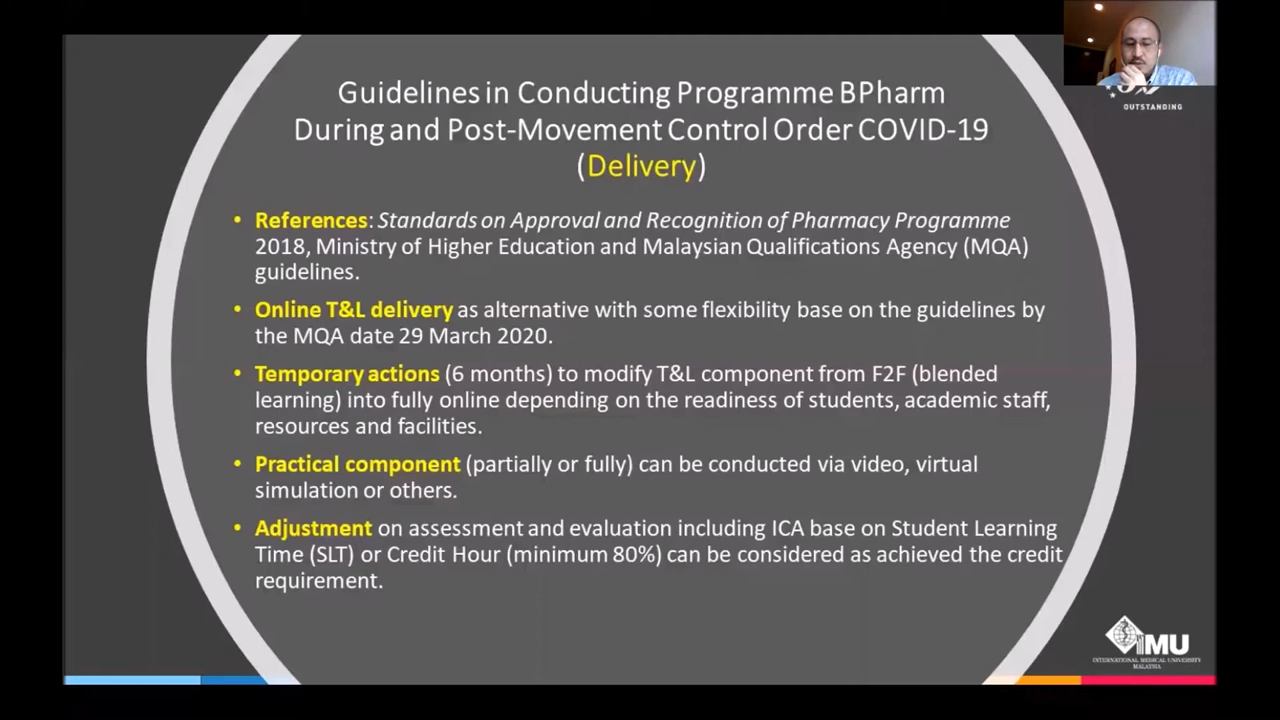 Guidelines in Conducting Programme BPharm
During and Post-Movement Control Order COVID-19
(Delivery)
OUTSTANDING
• References: Standards on Approval and Recognition of Pharmacy Programme
2018, Ministry of Higher Education and Malaysian Qualifications Agency (MQA)
guidelines.
• Online T&L delivery as alternative with some flexibility base on the guidelines by
the MQA date 29 March 2020.
• Temporary actions (6 months) to modify T&L component from F2F (blended
learning) into fully online depending on the readiness of students, academic staff,
resources and facilities.
• Practical component (partially or fully) can be conducted via video, virtual
simulation or others.
• Adjustment on assessment and evaluation including ICA base on Student Learning
Time (SLT) or Credit Hour (minimum 80%) can be considered as achieved the credit
requirement.
IMU
INTERNATIONAL MEDICAL UNIVERSITY
MALAYSIA